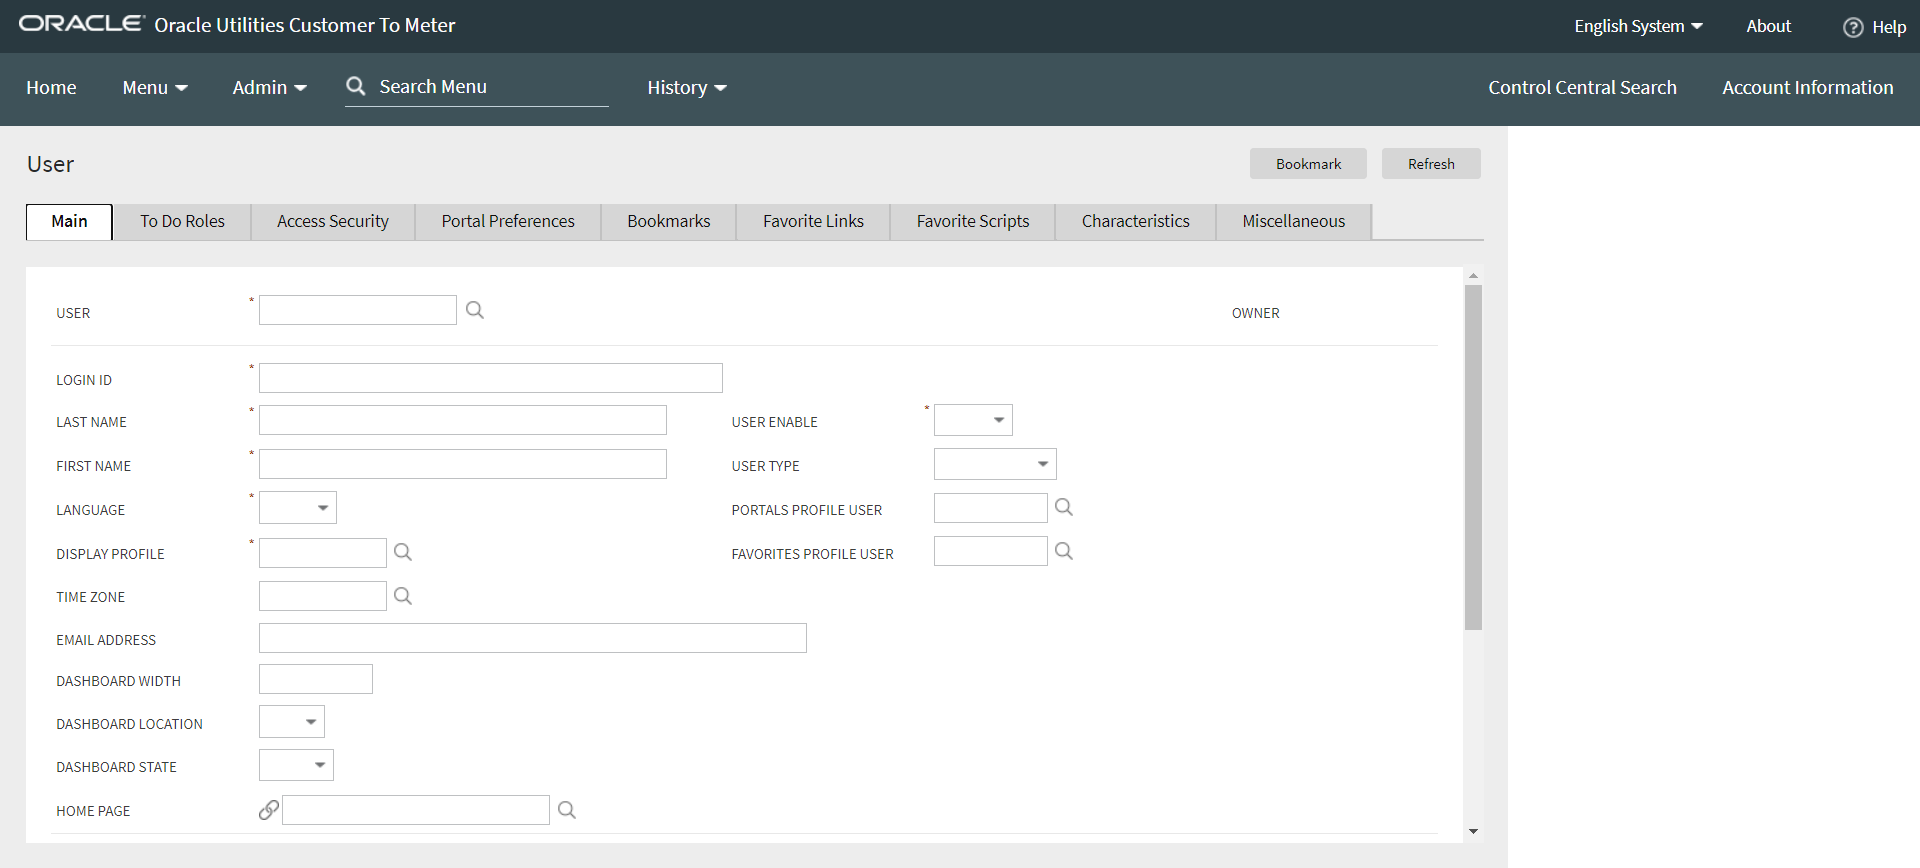 ORACLE Oracle Utilities Customer To Meter English System About ? Help
Home Menu Admin Search Menu History Control Central Search Account Information
User Bookmark Refresh
Main To Do Roles Access Security Portal Preferences Bookmarks Favorite Links Favorite Scripts Characteristics Miscellaneous
USER * OWNER
LOGIN ID *
LAST NAME * USER ENABLE *
FIRST NAME * USER TYPE
LANGUAGE * PORTALS PROFILE USER
DISPLAY PROFILE * FAVORITES PROFILE USER
TIME ZONE
EMAIL ADDRESS
DASHBOARD WIDTH
DASHBOARD LOCATION
DASHBOARD STATE
HOME PAGE